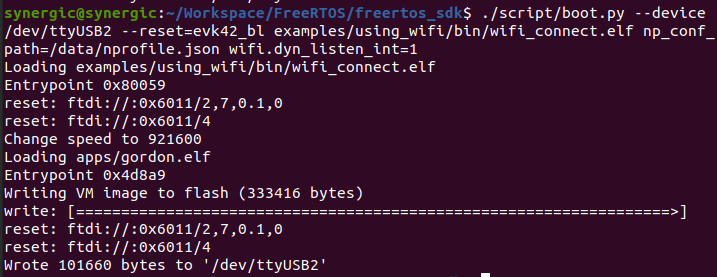 synergic@synergic:~/Workspace/FreeRTOS/freertos_sdk$ ./script/boot.py --device
/dev/ttyUSB2 --reset=evk42_bl examples/using_wifi/bin/wifi_connect.elf np_conf_
path=/data/nprofile.json wifi.dyn_listen_int=1
Loading examples/using_wifi/bin/wifi_connect.elf
Entrypoint 0x80059
reset: ftdi://:0x6011/2,7,0.1,0
reset: ftdi://:0x6011/4
Change speed to 921600
Loading apps/gordon.elf
Entrypoint 0x4d8a9
Writing VM image to flash (333416 bytes)
write: [===================================================================>]
reset: ftdi://:0x6011/2,7,0.1,0
reset: ftdi://:0x6011/4
Wrote 101660 bytes to '/dev/ttyUSB2'